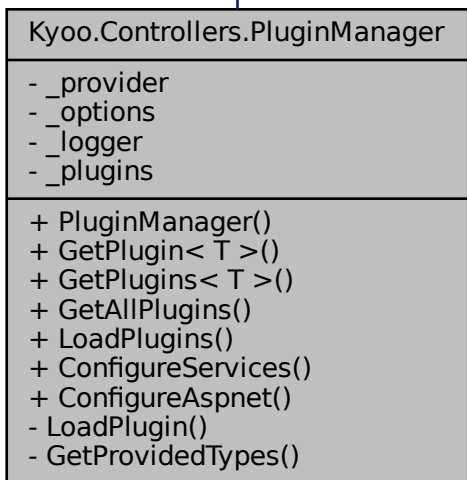 Kyoo.Controllers.PluginManager
- _provider
- _options
- _logger
- _plugins
+ PluginManager()
+ GetPlugin< T >()
+ GetPlugins< T >()
+ GetAllPlugins()
+ LoadPlugins()
+ ConfigureServices()
+ ConfigureAspnet()
- LoadPlugin()
- GetProvidedTypes()